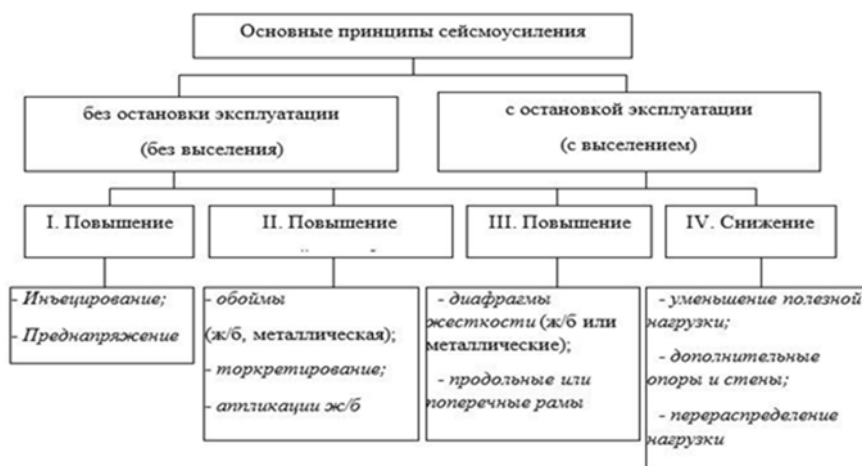 Основные принципы сейсмоусиления
без остановки эксплуатации
(без выселения)
с остановкой эксплуатации
(с выселением)
I. Повышение
II. Повышение
III. Повышение
IV. Снижение
- Инъецирование;
- Преднапряжение
- обоймы
(ж/б, металлическая);
- торкретирование;
- аппликации ж/б
- диафрагмы
жесткости (ж/б или
металлические);
- продольные или
поперечные рамы
- уменьшение полезной
нагрузки;
- дополнительные
опоры и стены;
- перераспределение
нагрузки